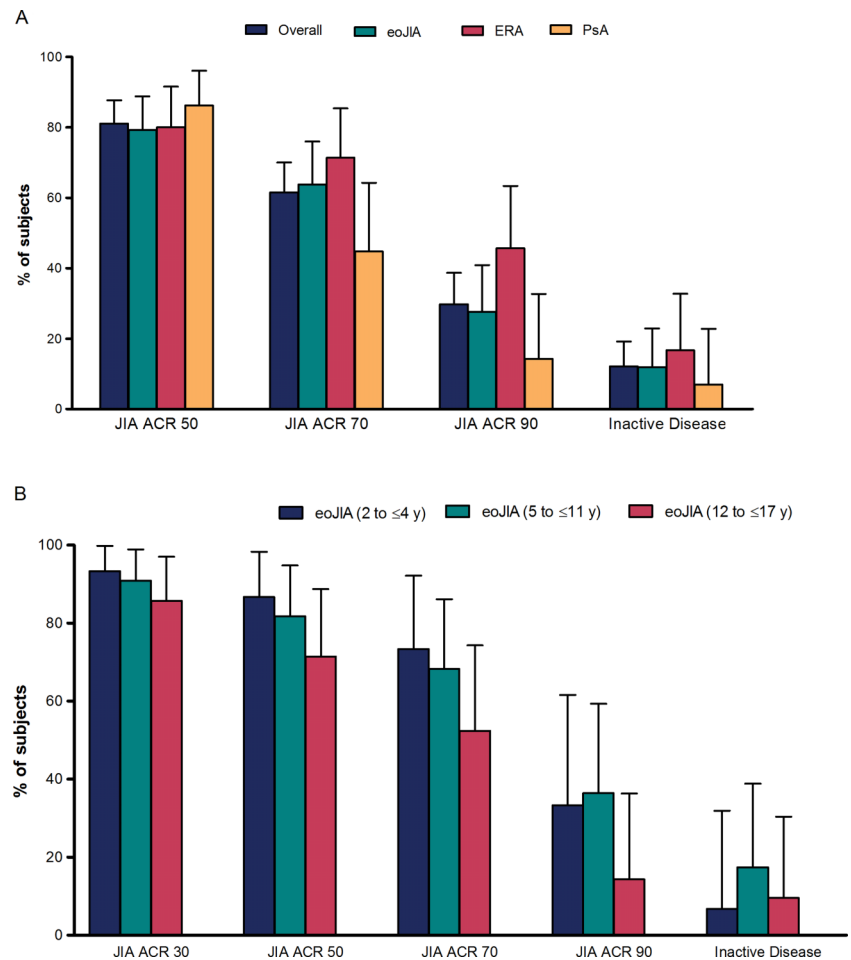 A
Overall eoJIA ERA PsA
100
80
60
40
20
0
% of subjects
JIA ACR 50 JIA ACR 70 JIA ACR 90 Inactive Disease
B
eoJIA (2 to ≤4 y) eoJIA (5 to ≤11 y) eoJIA (12 to ≤17 y)
100
80
60
40
20
0
% of subjects
JIA ACR 30 JIA ACR 50 JIA ACR 70 JIA ACR 90 Inactive Disease